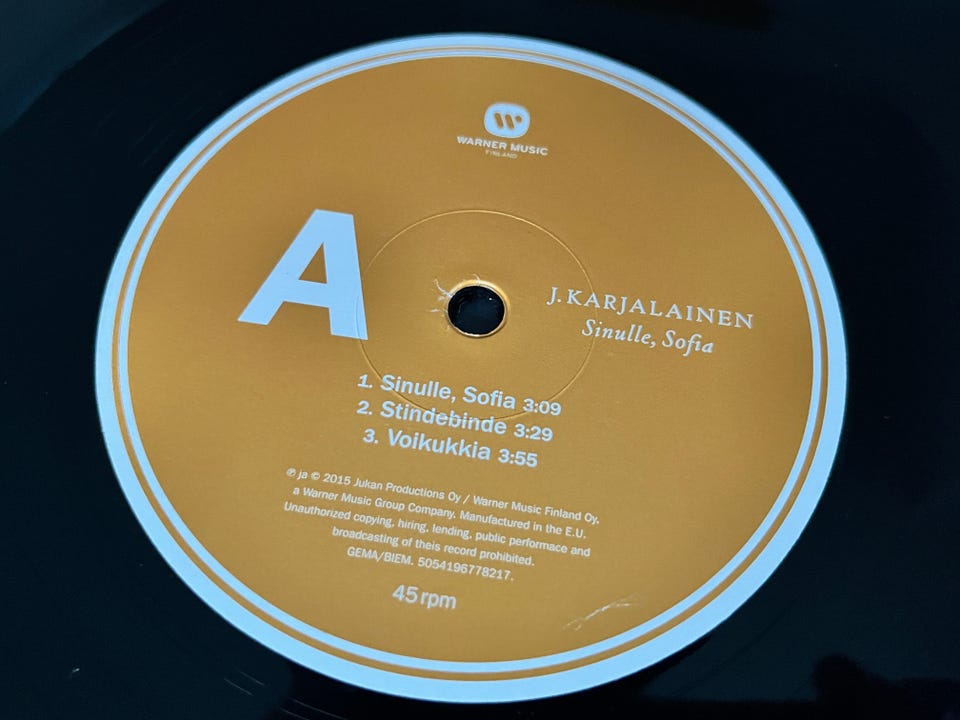 WARNER MUSIC
FINLAND
A
J.KARJALAINEN
Sinulle, Sofia
1. Sinulle, Sofia 3:09
2. Stindebinde 3:29
3. Voikukkia 3:55
℗ ja © 2015 Jukan Productions Oy / Warner Music Finland Oy,
a Warner Music Group Company. Manufactured in the E.U.
Unauthorized copying, hiring, lending, public performace and
broadcasting of theis record prohibited.
GEMA/BIEM. 5054196778217.
45 rpm